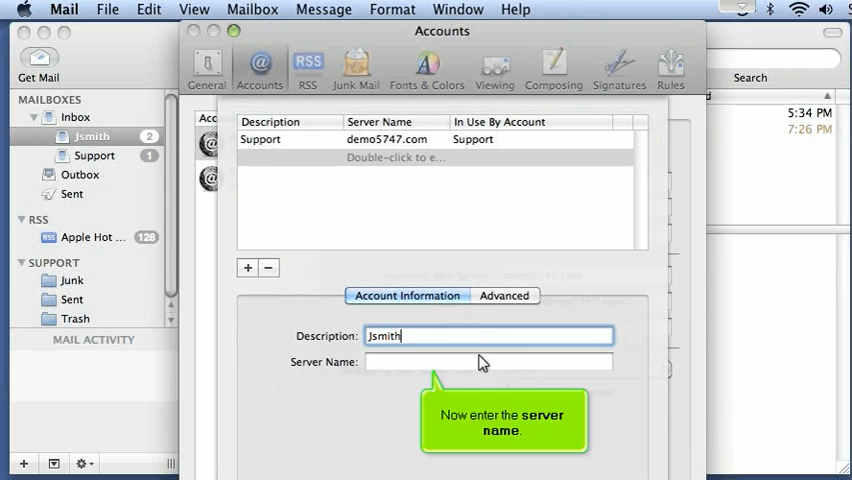 Mail File Edit View Mailbox Message Format Window Help
Accounts
Get Mail
General Accounts RSS Junk Mail Fonts & Colors Viewing Composing Signatures Rules
Search
MAILBOXES
Inbox
Jsmith 2
Support 1
Outbox
Sent
RSS
Apple Hot ... 128
SUPPORT
Junk
Sent
Trash
MAIL ACTIVITY
Acc
Description Server Name In Use By Account
Support demo5747.com Support
Double-click to e...
5:34 PM
7:26 PM
+ −
Account Information Advanced
Description: Jsmith
Server Name:
Now enter the server
name.